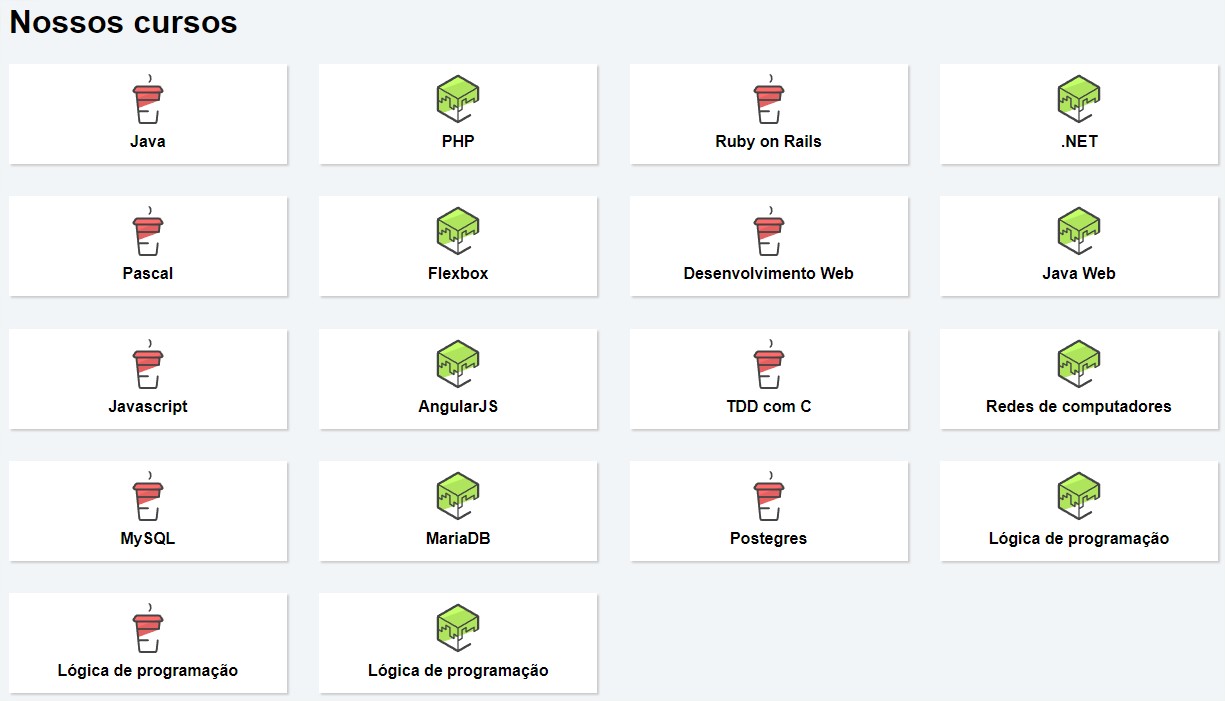 Nossos cursos
Java
PHP
Ruby on Rails
.NET
Pascal
Flexbox
Desenvolvimento Web
Java Web
Javascript
AngularJS
TDD com C
Redes de computadores
MySQL
MariaDB
Postegres
Lógica de programação
Lógica de programação
Lógica de programação